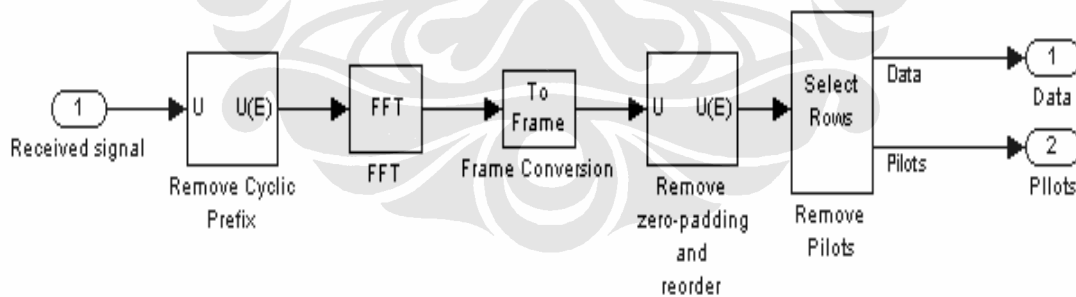 1
Received signal
U U(E)
Remove Cyclic
Prefix
FFT
FFT
To
Frame
Frame Conversion
U U(E)
Remove
zero-padding
and
reorder
Select
Rows
Data
Pilots
Remove
Pilots
1
Data
2
PIlots